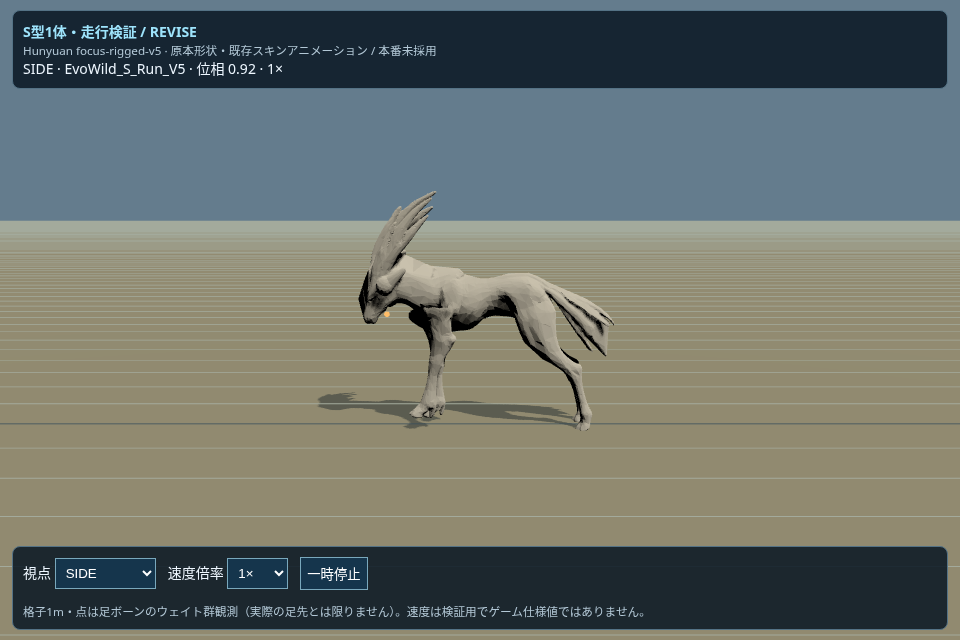 S型1体・走行検証 / REVISE
Hunyuan focus-rigged-v5 · 原本形状・既存スキンアニメーション / 本番未採用
SIDE · EvoWild_S_Run_V5 · 位相 0.92 · 1×
視点 SIDE 速度倍率 1× 一時停止
格子1m・点は足ボーンのウェイト群観測（実際の足先とは限りません）。速度は検証用でゲーム仕様値ではありません。